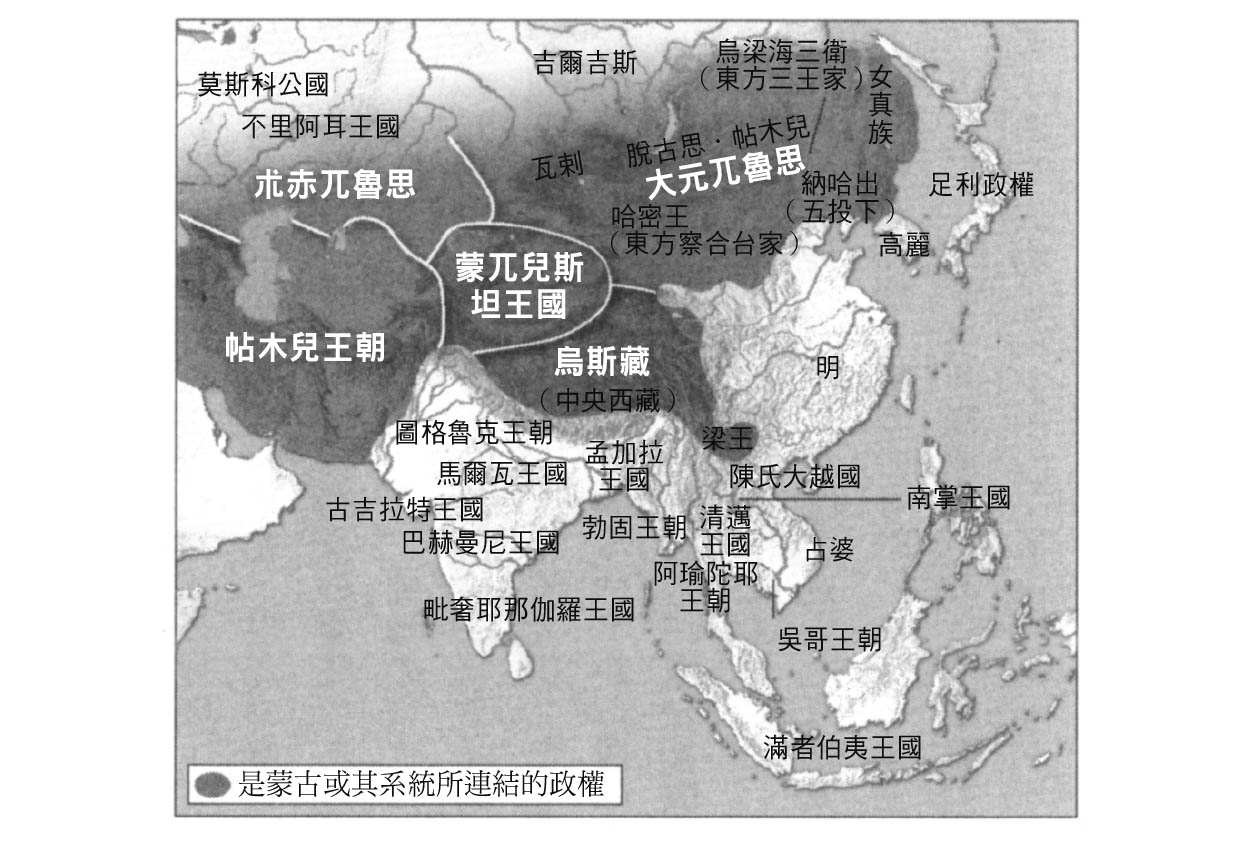 吉爾吉斯
烏梁海三衛
（東方三王家）
女真族
莫斯科公國
不里阿耳王國
瓦剌
脫古思·帖木兒
大元兀魯思
朮赤兀魯思
納哈出
（五投下）
足利政權
哈密王
（東方察合台家）
高麗
蒙兀兒斯
坦王國
帖木兒王朝
烏斯藏
（中央西藏）
明
圖格魯克王朝
孟加拉
王國
梁王
馬爾瓦王國
陳氏大越國
南掌王國
古吉拉特王國
勃固王朝
清邁
王國
巴赫曼尼王國
占婆
阿瑜陀耶
王朝
毗奢耶那伽羅王國
吳哥王朝
滿者伯夷王國
是蒙古或其系統所連結的政權